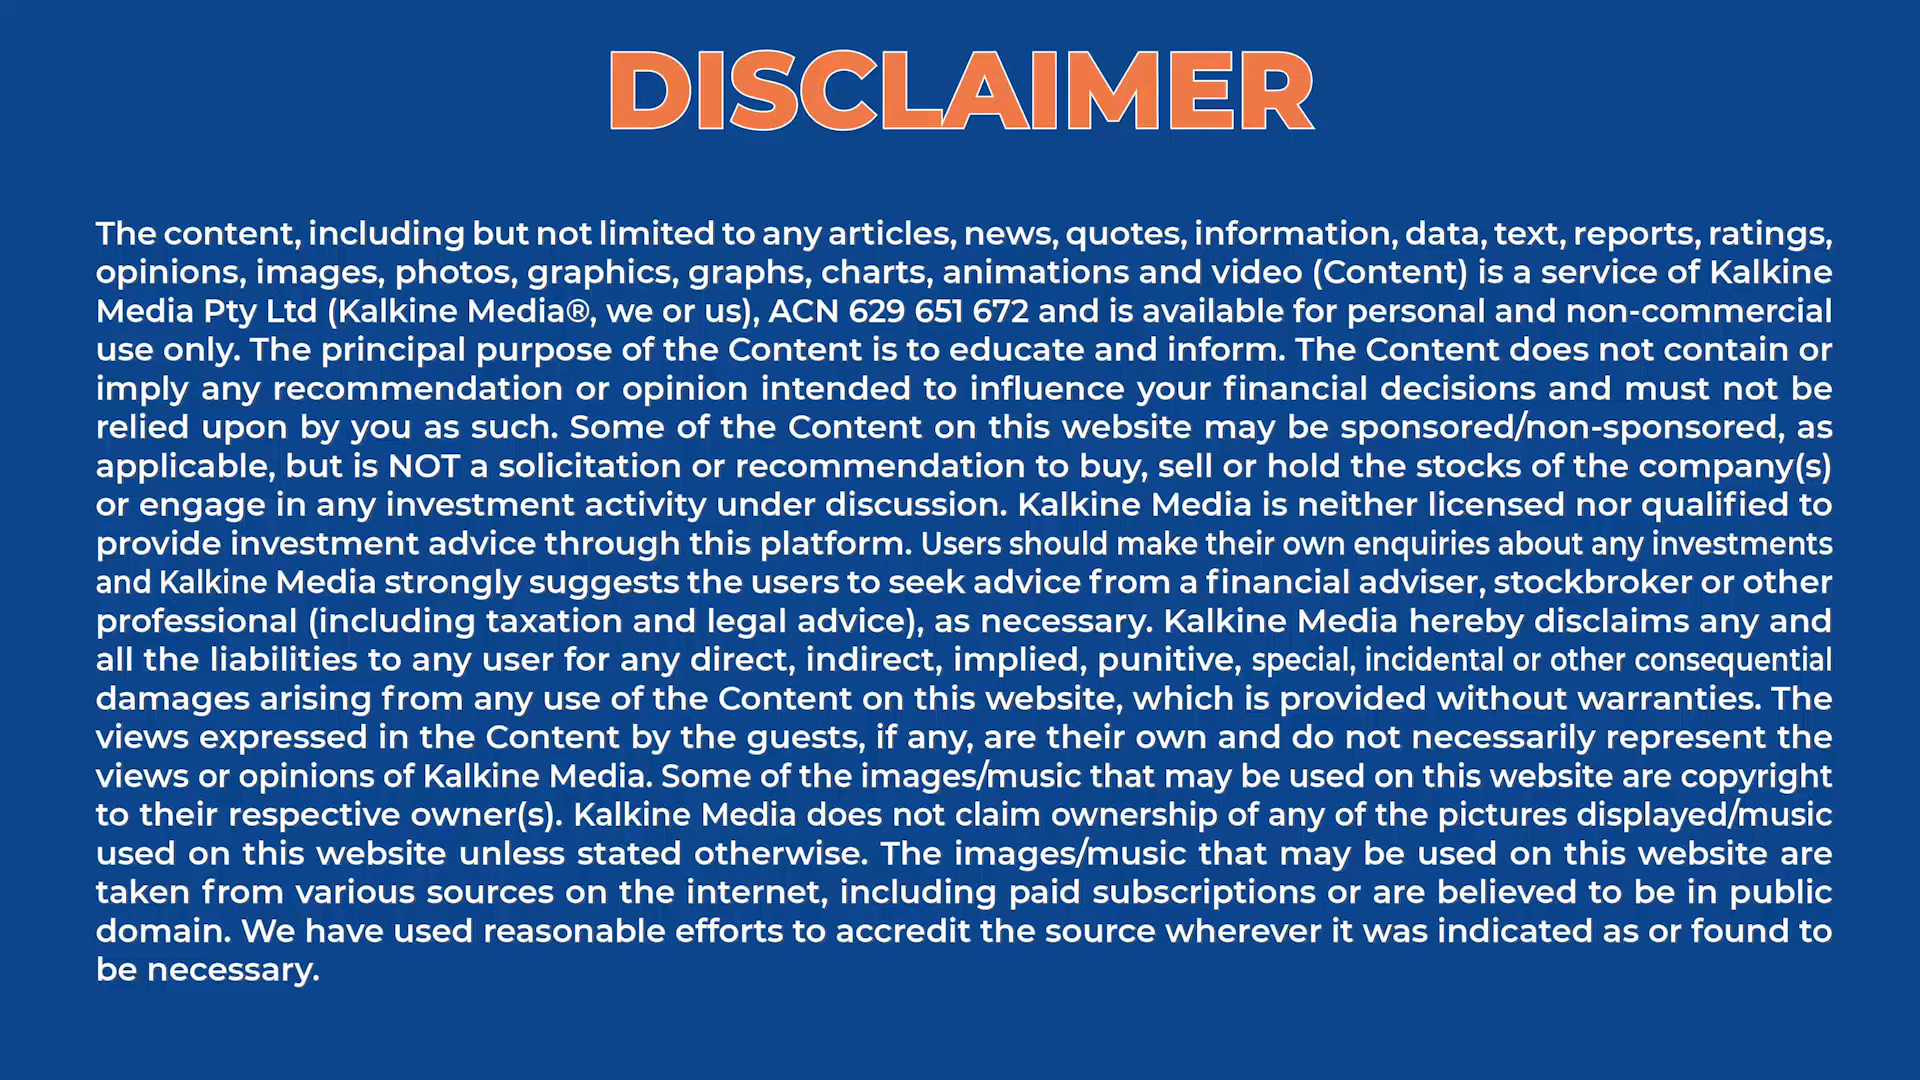 DISCLAIMER
The content, including but not limited to any articles, news, quotes, information, data, text, reports, ratings,
opinions, images, photos, graphics, graphs, charts, animations and video (Content) is a service of Kalkine
Media Pty Ltd (Kalkine Media®, we or us), ACN 629 651 672 and is available for personal and non-commercial
use only. The principal purpose of the Content is to educate and inform. The Content does not contain or
imply any recommendation or opinion intended to influence your financial decisions and must not be
relied upon by you as such. Some of the Content on this website may be sponsored/non-sponsored, as
applicable, but is NOT a solicitation or recommendation to buy, sell or hold the stocks of the company(s)
or engage in any investment activity under discussion. Kalkine Media is neither licensed nor qualified to
provide investment advice through this platform. Users should make their own enquiries about any investments
and Kalkine Media strongly suggests the users to seek advice from a financial adviser, stockbroker or other
professional (including taxation and legal advice), as necessary. Kalkine Media hereby disclaims any and
all the liabilities to any user for any direct, indirect, implied, punitive, special, incidental or other consequential
damages arising from any use of the Content on this website, which is provided without warranties. The
views expressed in the Content by the guests, if any, are their own and do not necessarily represent the
views or opinions of Kalkine Media. Some of the images/music that may be used on this website are copyright
to their respective owner(s). Kalkine Media does not claim ownership of any of the pictures displayed/music
used on this website unless stated otherwise. The images/music that may be used on this website are
taken from various sources on the internet, including paid subscriptions or are believed to be in public
domain. We have used reasonable efforts to accredit the source wherever it was indicated as or found to
be necessary.